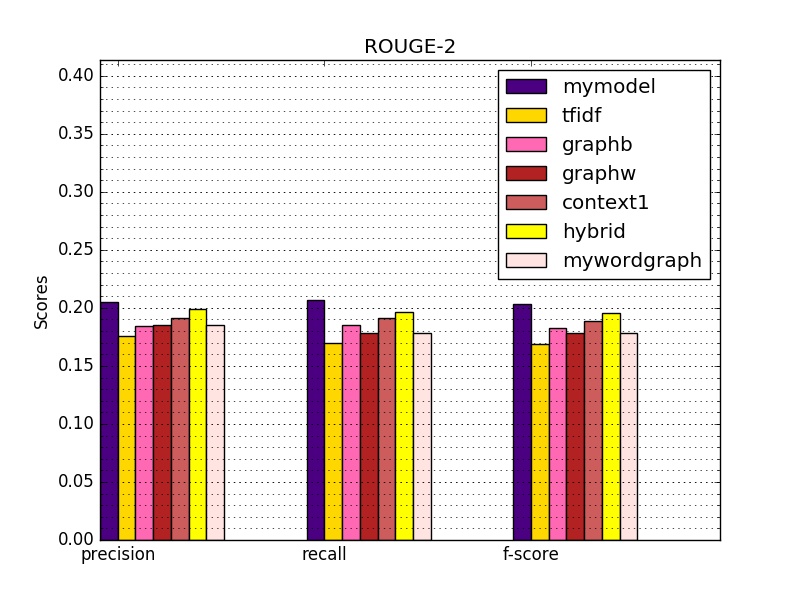 ROUGE-2
0.40
0.35
0.30
0.25
0.20
0.15
0.10
0.05
0.00
Scores
mymodel
tfidf
graphb
graphw
context1
hybrid
mywordgraph
precision
recall
f-score